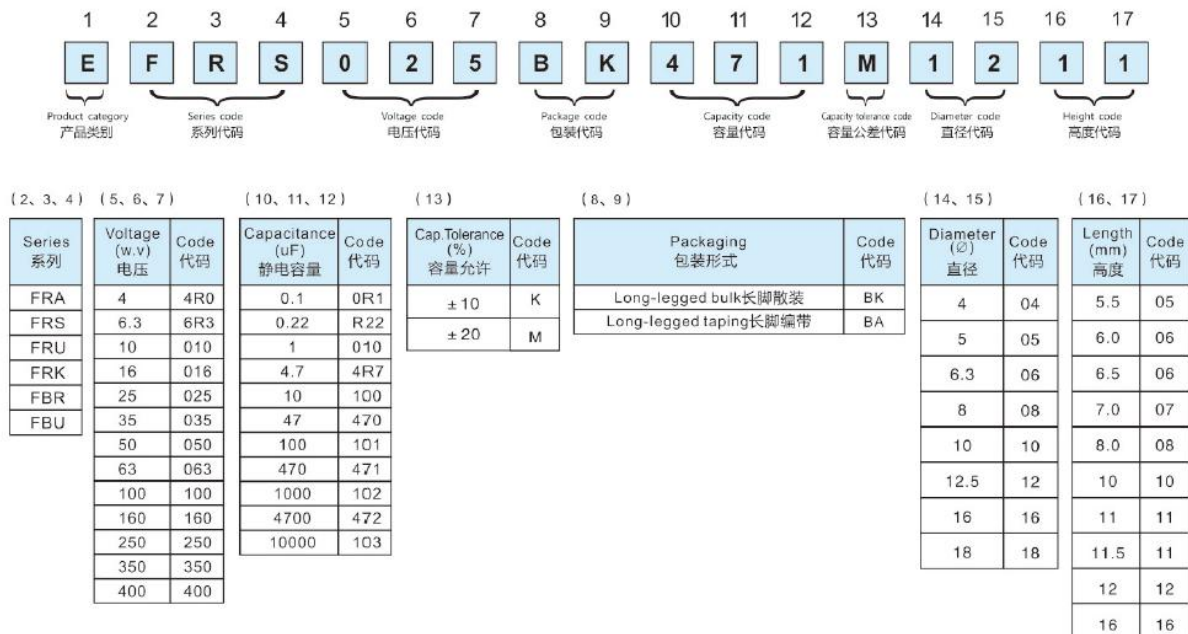 1 2 3 4 5 6 7 8 9 10 11 12 13 14 15 16 17
E F R S 0 2 5 B K 4 7 1 M 1 2 1 1
Product category Series code Voltage code Package code Capacity code Capacity tolerance code Diameter code Height code
产品类别 系列代码 电压代码 包装代码 容量代码 容量公差代码 直径代码 高度代码
(2、3、4)
Series
系列
FRA
FRS
FRU
FRK
FBR
FBU
(5、6、7)
Voltage (w.v) 电压 Code 代码
4 4R0
6.3 6R3
10 010
16 016
25 025
35 035
50 050
63 063
100 100
160 160
250 250
350 350
400 400
(10、11、12)
Capacitance (uF) 静电容量 Code 代码
0.1 0R1
0.22 R22
1 010
4.7 4R7
10 100
47 470
100 101
470 471
1000 102
4700 472
10000 103
(13)
Cap.Tolerance (%) 容量允许 Code 代码
±10 K
±20 M
(8、9)
Packaging 包装形式 Code 代码
Long-legged bulk长脚散装 BK
Long-legged taping长脚编带 BA
(14、15)
Diameter (∅) 直径 Code 代码
4 04
5 05
6.3 06
8 08
10 10
12.5 12
16 16
18 18
(16、17)
Length (mm) 高度 Code 代码
5.5 05
6.0 06
6.5 06
7.0 07
8.0 08
10 10
11 11
11.5 11
12 12
16 16